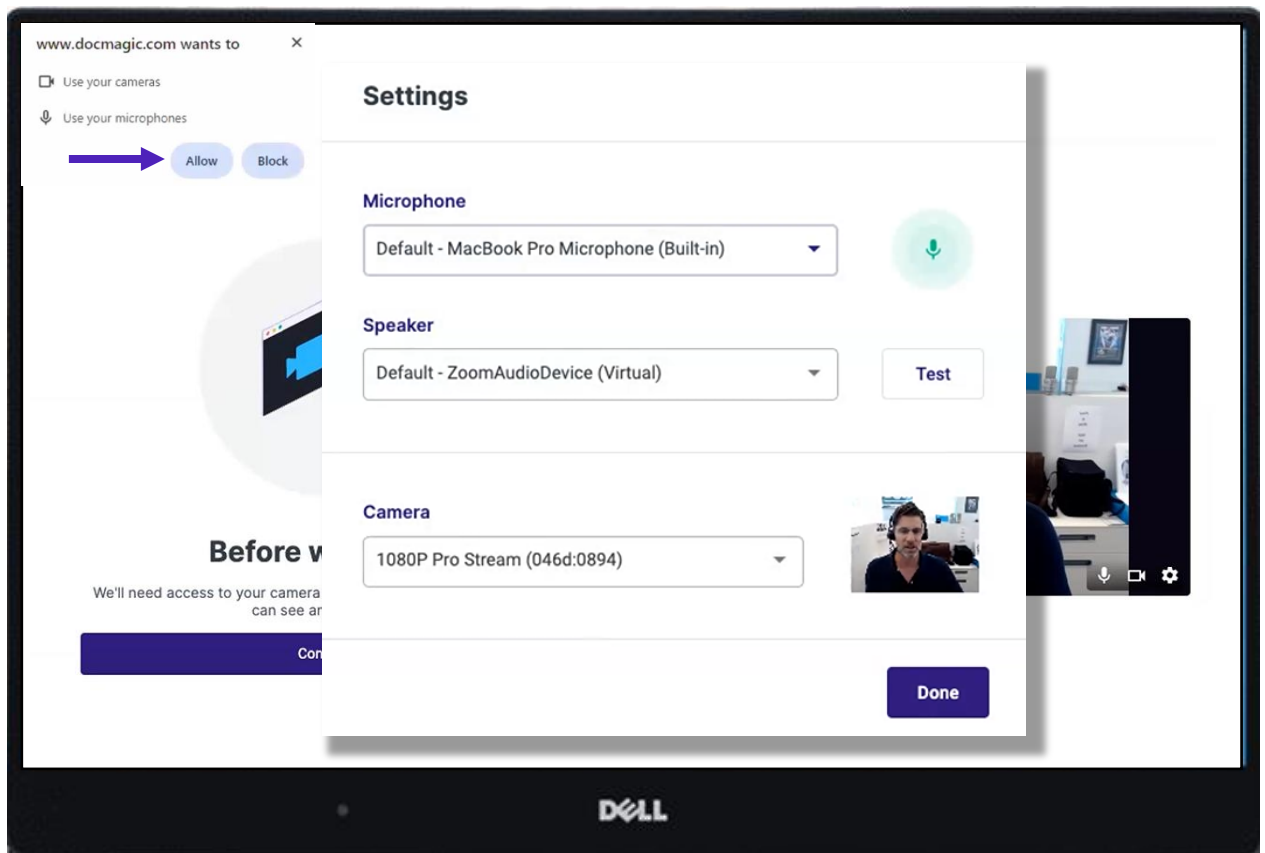 www.docmagic.com wants to
Use your cameras
Use your microphones
Allow
Block
Settings
Microphone
Default - MacBook Pro Microphone (Built-in)
Speaker
Default - ZoomAudioDevice (Virtual)
Test
Camera
1080P Pro Stream (046d:0894)
Done
Before w
We'll need access to your camera
can see an
Con
DELL